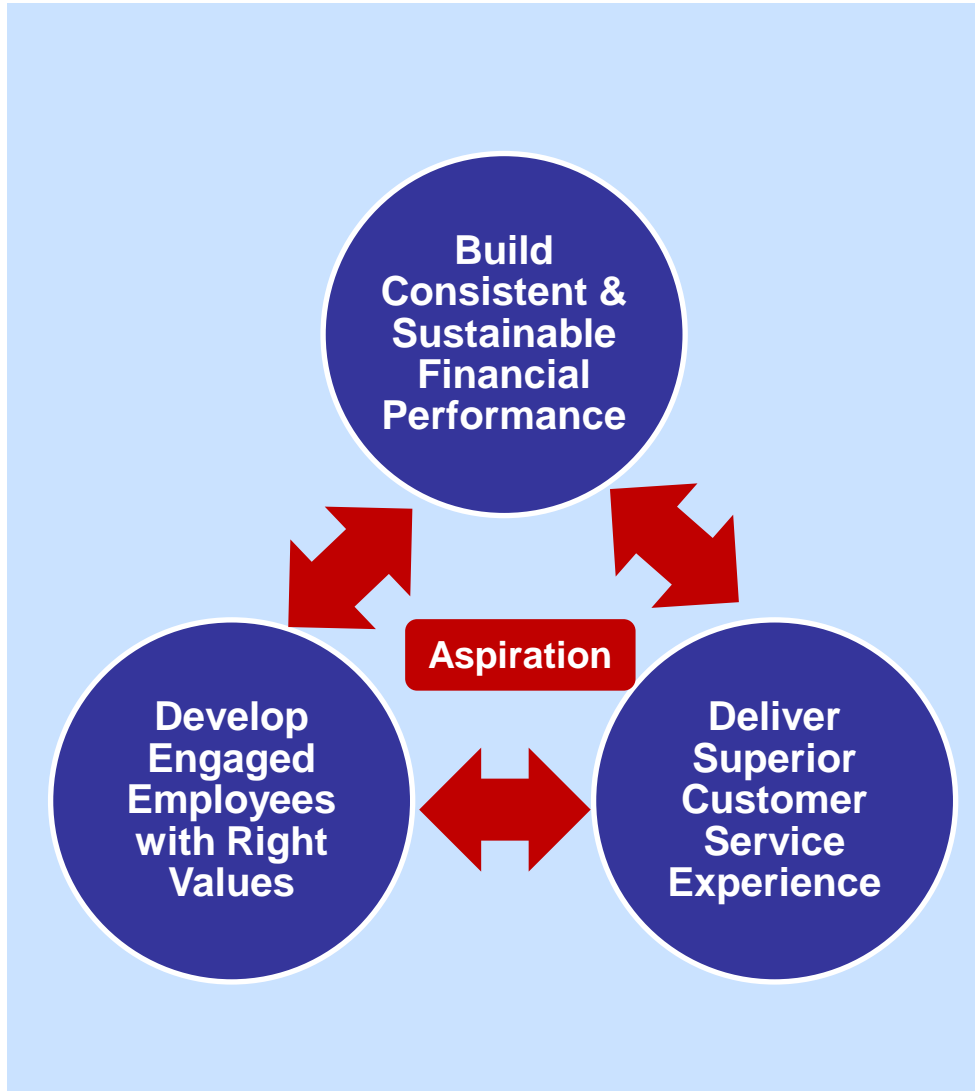 Build
Consistent &
Sustainable
Financial
Performance
Aspiration
Develop
Engaged
Employees
with Right
Values
Deliver
Superior
Customer
Service
Experience